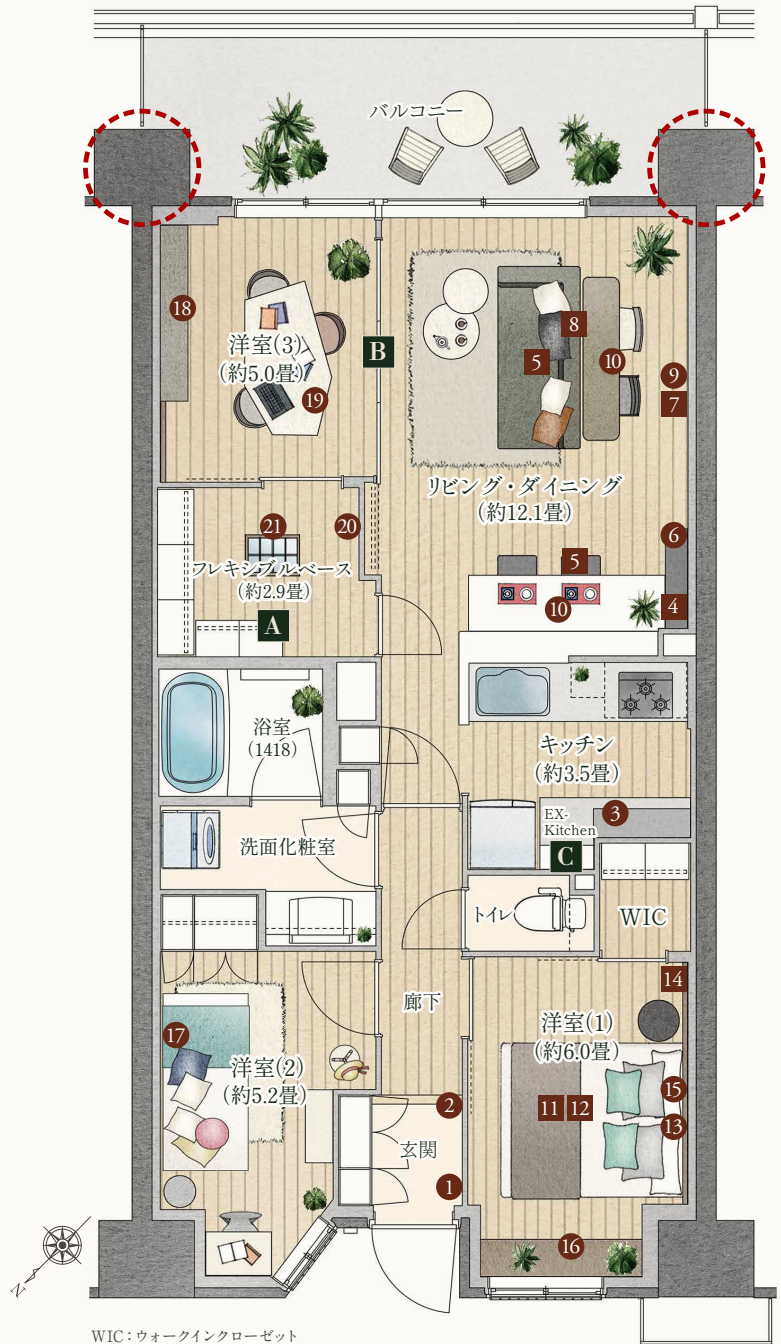 バルコニー
18
洋室(3)
(約5.0畳)
19
B
8
5
10
9
7
リビング・ダイニング
(約12.1畳)
21
20
フレキシブルベース
(約2.9畳)
A
6
5
10
4
浴室
(1418)
キッチン
(約3.5畳)
EX-
Kitchen
3
C
洗面化粧室
トイレ
WIC
廊下
14
洋室(1)
(約6.0畳)
17
洋室(2)
(約5.2畳)
11
12
15
13
2
玄関
1
16
N
WIC：ウォークインクローゼット